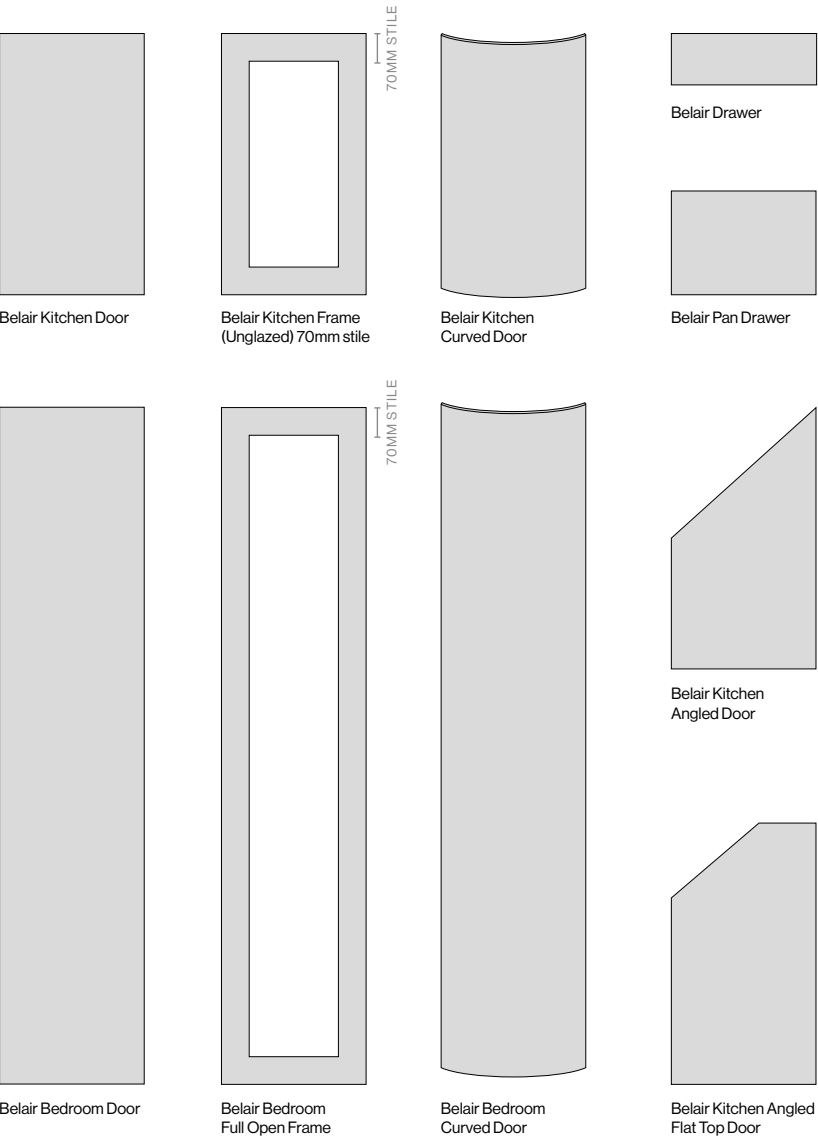 70MM STILE
Belair Drawer
Belair Kitchen Door
Belair Kitchen Frame
(Unglazed) 70mm stile
Belair Kitchen
Curved Door
Belair Pan Drawer
70MM STILE
Belair Kitchen
Angled Door
Belair Bedroom Door
Belair Bedroom
Full Open Frame
Belair Bedroom
Curved Door
Belair Kitchen Angled
Flat Top Door